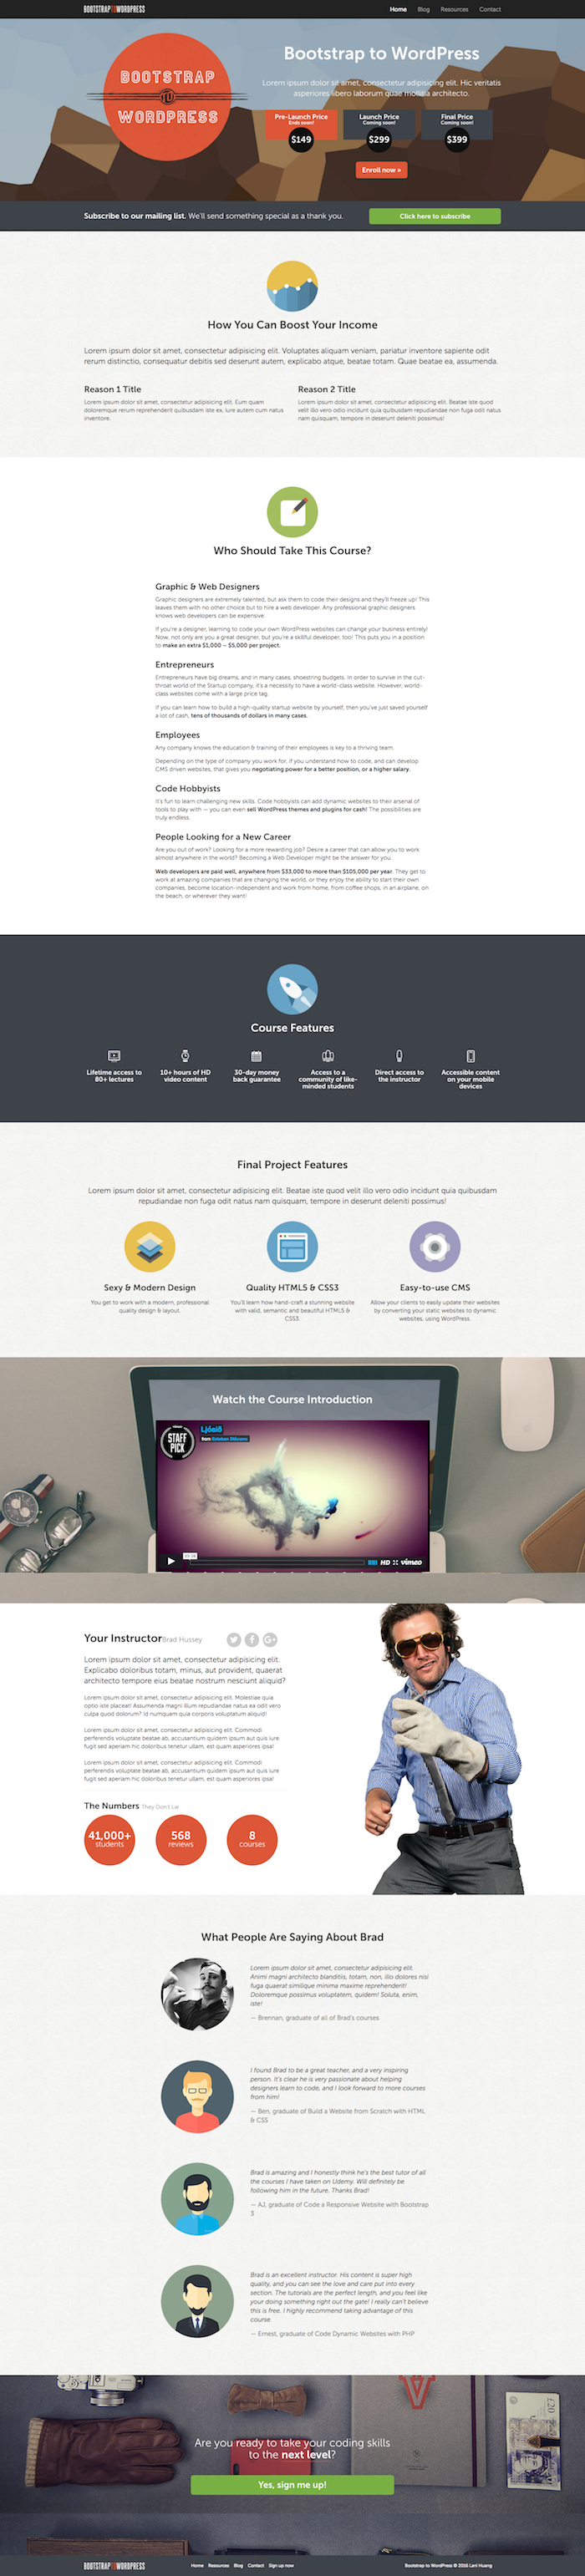 BOOTSTRAP TO WORDPRESS
Home Blog Resources Contact
BOOTSTRAP
TO
WORDPRESS
Bootstrap to WordPress
Lorem ipsum dolor sit amet, consectetur adipisicing elit. Hic veritatis
asperiores libero laborum quae mollitia architecto.
Pre-Launch Price
Ends soon!
$149
Launch Price
Coming soon!
$299
Final Price
Coming soon!
$399
Enroll now »
Subscribe to our mailing list. We'll send something special as a thank you.
Click here to subscribe
How You Can Boost Your Income
Lorem ipsum dolor sit amet, consectetur adipisicing elit. Voluptates aliquam veniam, pariatur inventore sapiente odit
rerum distinctio, consequatur debitis sed deserunt autem, explicabo atque, beatae totam. Quae beatae ea, assumenda.
Reason 1 Title
Lorem ipsum dolor sit amet, consectetur adipisicing elit. Eum quam
doloremque rerum reprehenderit quibusdam iste ex, iure autem cum natus
inventore.
Reason 2 Title
Lorem ipsum dolor sit amet, consectetur adipisicing elit. Beatae iste quod
velit illo vero odio incidunt quia quibusdam repudiandae non fuga odit natus
nam quisquam, tempore in deserunt deleniti possimus!
Who Should Take This Course?
Graphic & Web Designers
Graphic designers are extremely talented, but ask them to code their designs and they'll freeze up! This
leaves them with no other choice but to hire a web developer. Any professional graphic designers
knows web developers can be expensive.
If you're a designer, learning to code your own WordPress websites can change your business entirely!
Now, not only are you a great designer, but you're a skillful developer, too! This puts you in a position
to make an extra $1,000 – $5,000 per project.
Entrepreneurs
Entrepreneurs have big dreams, and in many cases, shoestring budgets. In order to survive in the cut-
throat world of the Startup company, it's a necessity to have a world-class website. However, world-
class websites come with a large price tag.
If you can learn how to build a high-quality startup website by yourself, then you've just saved yourself
a lot of cash, tens of thousands of dollars in many cases.
Employees
Any company knows the education & training of their employees is key to a thriving team.
Depending on the type of company you work for, if you understand how to code, and can develop
CMS driven websites, that gives you negotiating power for a better position, or a higher salary.
Code Hobbyists
It's fun to learn challenging new skills. Code hobbyists can add dynamic websites to their arsenal of
tools to play with — you can even sell WordPress themes and plugins for cash! The possibilities are
truly endless.
People Looking for a New Career
Are you out of work? Looking for a more rewarding job? Desire a career that can allow you to work
almost anywhere in the world? Becoming a Web Developer might be the answer for you.
Web developers are paid well, anywhere from $33,000 to more than $105,000 per year. They get to
work at amazing companies that are changing the world, or they enjoy the ability to start their own
companies, become location-independent and work from home, from coffee shops, in an airplane, on
the beach, or wherever they want!
Course Features
Lifetime access to
80+ lectures
10+ hours of HD
video content
30-day money
back guarantee
Access to a
community of like-
minded students
Direct access to
the instructor
Accessible content
on your mobile
devices
Final Project Features
Lorem ipsum dolor sit amet, consectetur adipisicing elit. Beatae iste quod velit illo vero odio incidunt quia quibusdam
repudiandae non fuga odit natus nam quisquam, tempore in deserunt deleniti possimus!
Sexy & Modern Design
You get to work with a modern, professional
quality design & layout.
Quality HTML5 & CSS3
You'll learn how hand-craft a stunning website
with valid, semantic and beautiful HTML5 &
CSS3.
Easy-to-use CMS
Allow your clients to easily update their websites
by converting your static websites to dynamic
websites, using WordPress.
Watch the Course Introduction
STAFF
PICK
HD vimeo
Your Instructor Brad Hussey
Lorem ipsum dolor sit amet, consectetur adipisicing elit.
Explicabo doloribus totam, minus, aut provident, quaerat
architecto tempore eius beatae nostrum nesciunt aliquid?
Lorem ipsum dolor sit amet, consectetur adipisicing elit. Molestiae quia
optio iste placeat! Assumenda magni illum repudiandae natus ea odit vero
culpa quod dolorum? Id numquam quia corporis voluptatum aliquid!
Lorem ipsum dolor sit amet, consectetur adipisicing elit. Commodi
perferendis voluptate beatae ab, accusantium quidem ipsum aut quis iure
fugit sed aperiam hic doloribus tenetur ullam, est quam asperiores ipsa!
Lorem ipsum dolor sit amet, consectetur adipisicing elit. Commodi
perferendis voluptate beatae ab, accusantium quidem ipsum aut quis iure
fugit sed aperiam hic doloribus tenetur ullam, est quam asperiores ipsa!
The Numbers They Don't Lie
41,000+
students
568
reviews
8
courses
What People Are Saying About Brad
Lorem ipsum dolor sit amet, consectetur adipisicing elit.
Animi magni architecto blanditiis, totam, non, illo dolores nisi
fuga quaerat similique minima maxime reprehenderit!
Doloremque possimus voluptatem, quidem! Soluta, enim,
iste!
— Brennan, graduate of all of Brad's courses
I found Brad to be a great teacher, and a very inspiring
person. It's clear he is very passionate about helping
designers learn to code, and I look forward to more courses
from him!
— Ben, graduate of Build a Website from Scratch with HTML
& CSS
Brad is amazing and I honestly think he's the best tutor of all
the courses I have taken on Udemy. Will definitely be
following him in the future. Thanks Brad!
— AJ, graduate of Code a Responsive Website with Bootstrap
3
Brad is an excellent instructor. His content is super high
quality, and you can see the love and care put into every
section. The tutorials are the perfect length, and you feel like
your doing something right out the gate! I really can't believe
this is free. I highly recommend taking advantage of this
course.
— Ernest, graduate of Code Dynamic Websites with PHP
£20
Are you ready to take your coding skills
to the next level?
Yes, sign me up!
BOOTSTRAP TO WORDPRESS
Home Resources Blog Contact Sign up now
Bootstrap to WordPress © 2016 Lani Huang